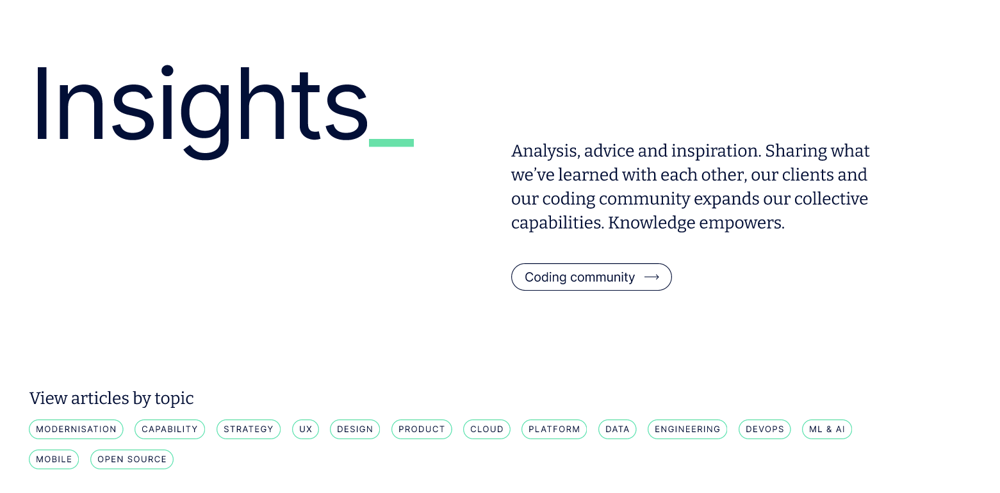 Insights_
Analysis, advice and inspiration. Sharing what
we’ve learned with each other, our clients and
our coding community expands our collective
capabilities. Knowledge empowers.
Coding community →
View articles by topic
MODERNISATION CAPABILITY STRATEGY UX DESIGN PRODUCT CLOUD PLATFORM DATA ENGINEERING DEVOPS ML & AI
MOBILE OPEN SOURCE